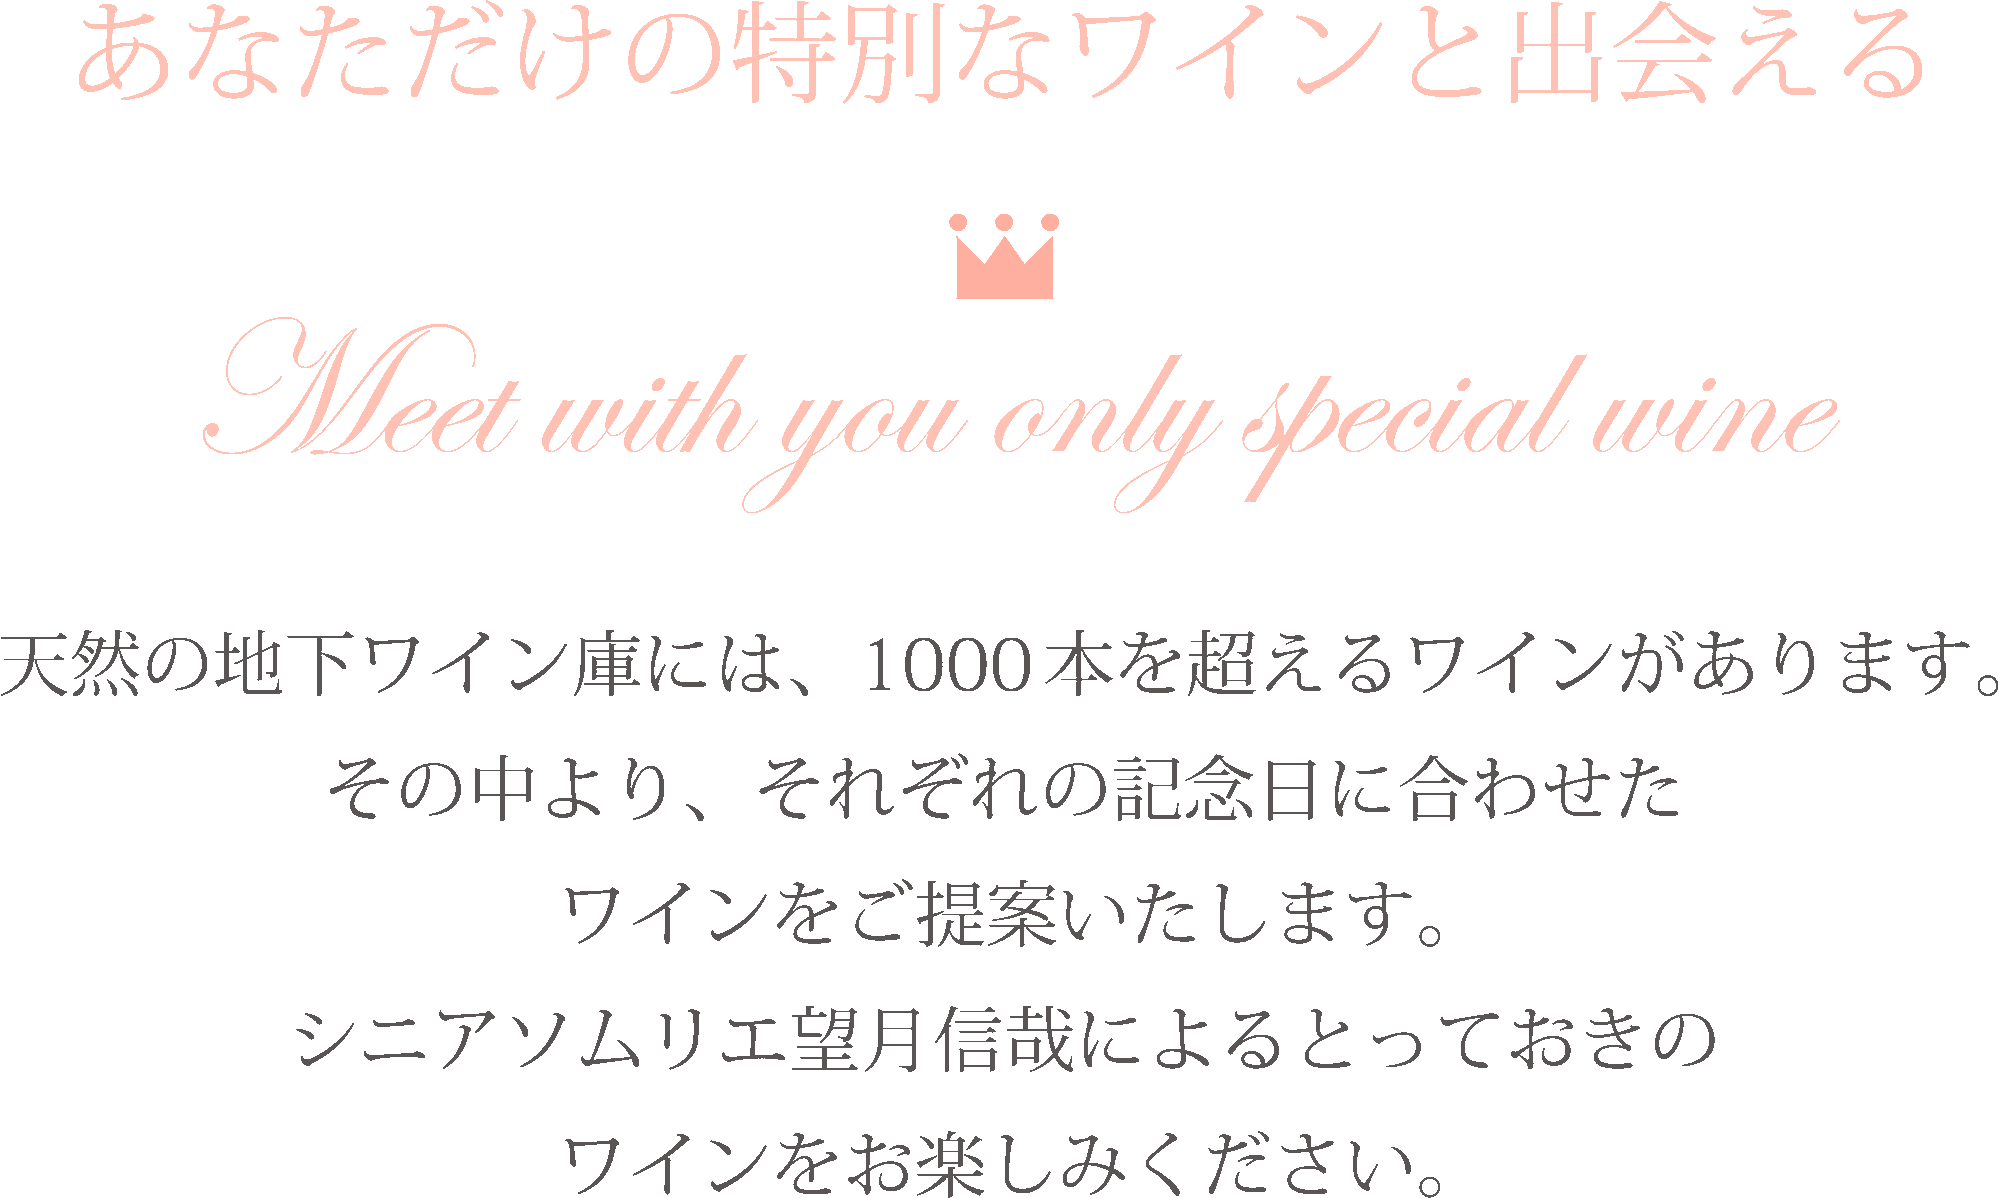 あなただけの特別なワインと出会える
Meet with you only special wine
天然の地下ワイン庫には、1000本を超えるワインがあります。
その中より、それぞれの記念日に合わせた
ワインをご提案いたします。
シニアソムリエ望月信哉によるとっておきの
ワインをお楽しみください。